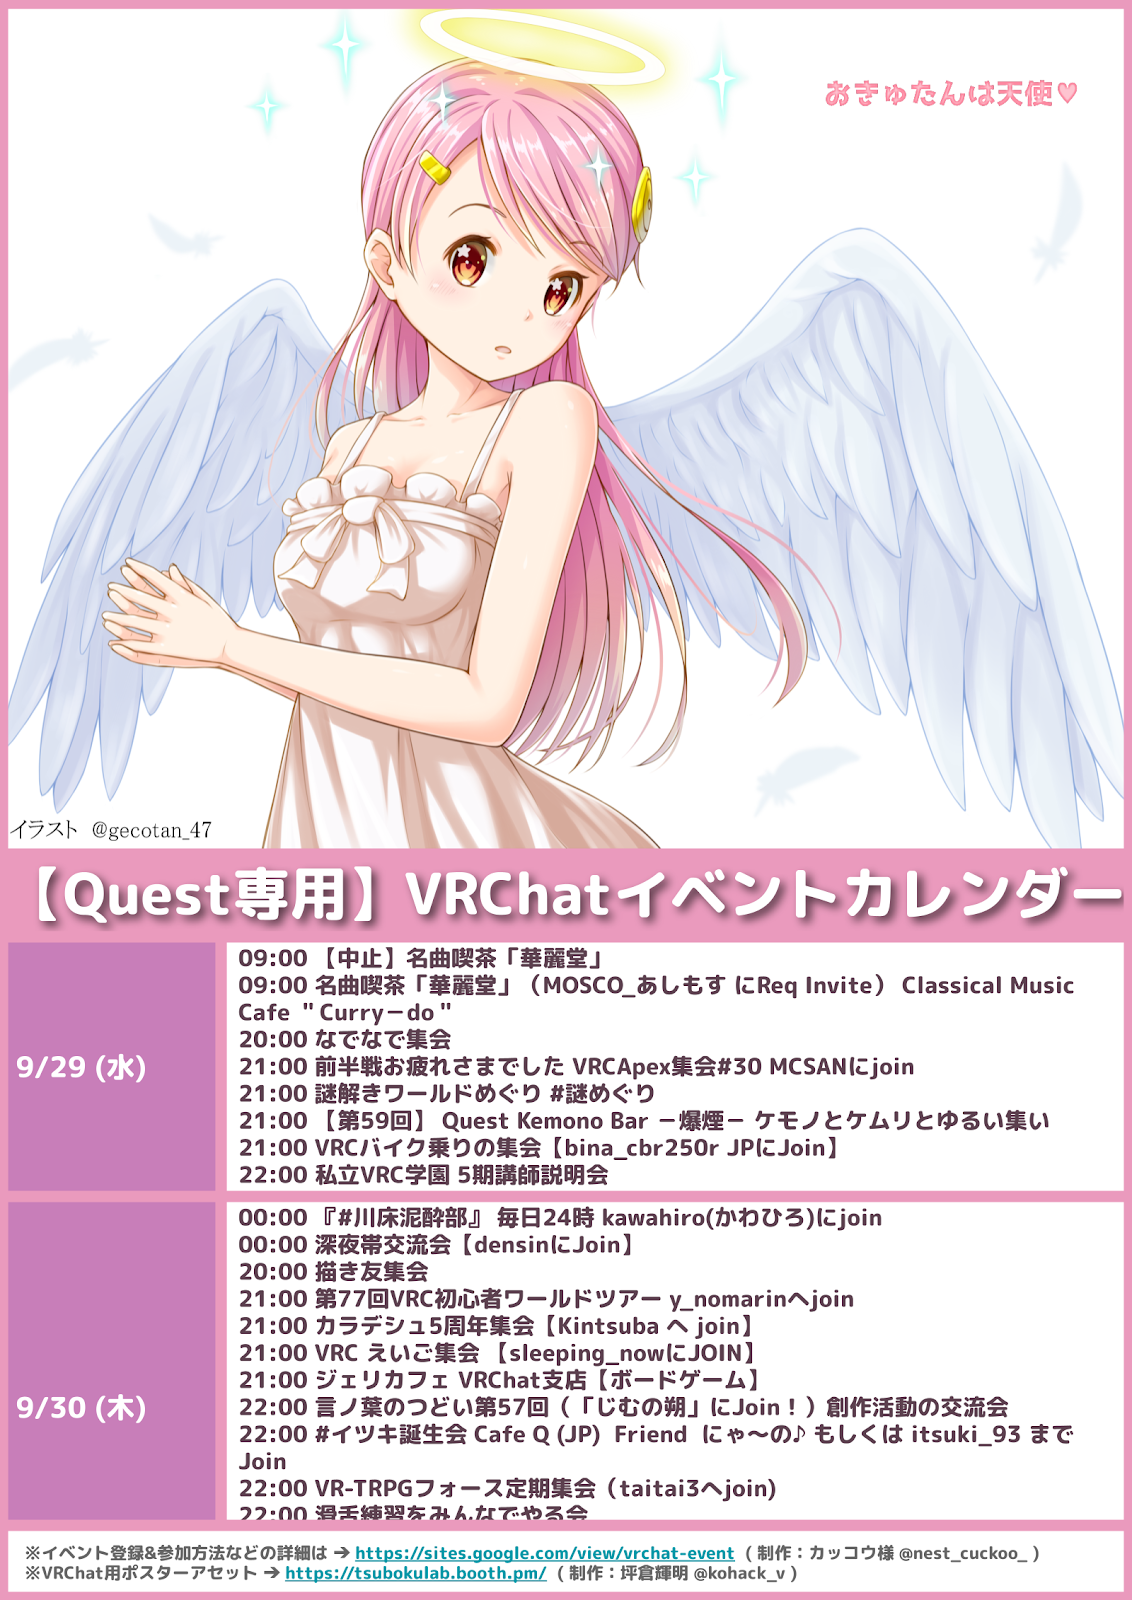 おきゅたんは天使♥
イラスト @gecotan_47
【Quest専用】VRChatイベントカレンダー
9/29 (水)
09:00 【中止】名曲喫茶「華麗堂」
09:00 名曲喫茶「華麗堂」（MOSCO_あしもす にReq Invite） Classical Music
Cafe ＂Curry－do＂
20:00 なでなで集会
21:00 前半戦お疲れさまでした VRCApex集会#30 MCSANにjoin
21:00 謎解きワールドめぐり #謎めぐり
21:00 【第59回】 Quest Kemono Bar －爆煙－ ケモノとケムリとゆるい集い
21:00 VRCバイク乗りの集会【bina_cbr250r JPにJoin】
22:00 私立VRC学園 5期講師説明会
9/30 (木)
00:00 『#川床泥酔部』 毎日24時 kawahiro(かわひろ)にjoin
00:00 深夜帯交流会【densinにJoin】
20:00 描き友集会
21:00 第77回VRC初心者ワールドツアー y_nomarinへjoin
21:00 カラデシュ5周年集会【Kintsuba へ join】
21:00 VRC えいご集会 【sleeping_nowにJOIN】
21:00 ジェリカフェ VRChat支店【ボードゲーム】
22:00 言ノ葉のつどい第57回（「じむの朔」にJoin！）創作活動の交流会
22:00 #イツキ誕生会 Cafe Q (JP) Friend にゃ～の♪ もしくは itsuki_93 まで
Join
22:00 VR-TRPGフォース定期集会（taitai3へjoin)
22:00 滑舌練習をみんなでやる会
※イベント登録&参加方法などの詳細は ➔ https://sites.google.com/view/vrchat-event ( 制作：カッコウ様 @nest_cuckoo_ )
※VRChat用ポスターアセット ➔ https://tsubokulab.booth.pm/ ( 制作：坪倉輝明 @kohack_v )